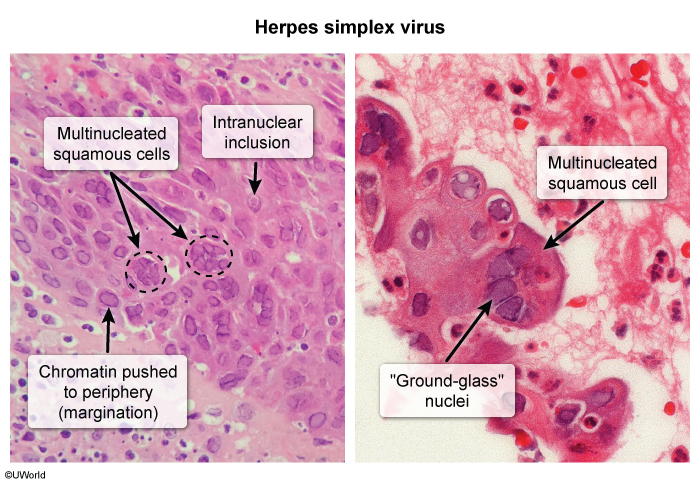 Herpes simplex virus
Multinucleated
squamous cells
Intranuclear
inclusion
Chromatin pushed
to periphery
(margination)
Multinucleated
squamous cell
"Ground-glass"
nuclei
©UWorld